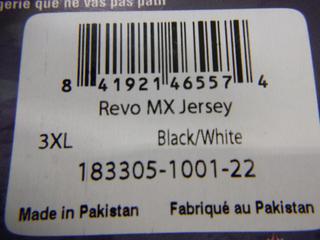 gerie que ne vas pas
8 41921 46557 4
Revo MX Jersey
3XL Black/White
183305-1001-22
Made in Pakistan Fabriqué au Pakistan